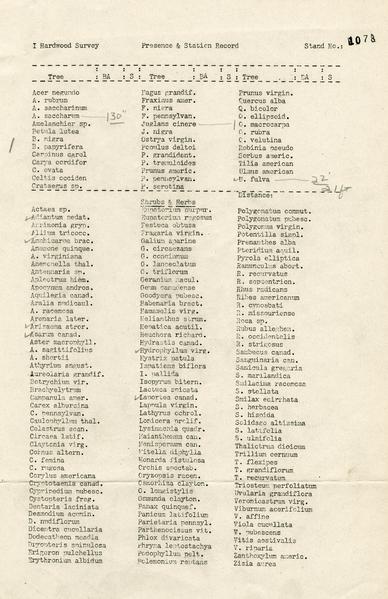 I Hardwood Survey Presence & Station Record Stand No.: 1078
Tree : BA : S : Tree : BA : S : Tree : BA : S
Acer negundo Fagus grandif. Prunus virgin.
A. rubrum Fraxinus amer. Quercus alba
A. saccharinum F. nigra Q. bicolor
A. saccharum 130" F. pennsylvan. Q. ellipsoid.
Amelanchier sp. Juglans cinere Q. macrocarpa
Betula lutea J. nigra Q. rubra
B. nigra Ostrya virgin. Q. velutina
B. papyrifera Populus deltoi Robinia pseudo
Carpinus carol P. grandident. Sorbus americ.
Carya cordifor P. tremuloides Tilia american
C. ovata Prunus americ. Ulmus american
Celtis occiden P. pennsylvan. U. fulva 22"
Crataegus sp. P. serotina
Distance:
Shrubs & Herbs
Actaea sp. Eupatorium purpur. Polygonatum commut.
Adiantum pedat. Eupatorium rugosum Polygonatum pubesc.
Agrimonia gryp. Festuca obtusa Polygonum virgin.
Allium tricocc. Fragaria virgin. Potentilla simpl.
Amphicarpa brac. Galium aparine Prenanthes alba
Anemone quinque. G. circaezans Pteridium aquil.
A. virginiana G. concinnum Pyrola elliptica
Anemonella thal. G. lanceolatum Ranunculus abort.
Antennaria sp. G. triflorum R. recurvatus
Aplectrum hiem. Geranium macul. R. septentrion.
Apocynum andros. Geum canadense Rhus radicans
Aquilegia canad. Goodyera pubesc. Ribes americanum
Aralia nudicaul. Habenaria bract. R. cynosbati
A. racemosa Hamamelis virg. R. missouriense
Arenaria later. Helianthus strum. Rosa sp.
Arisaema atror. Hepatica acutil. Rubus alleghen.
Asarum canad. Heuchera richard. R. occidentalis
Aster macrophyll. Hydrastis canad. R. strigosus
A. sagittifolius Hydrophyllus virg. Sambucus canad.
A. shortii Hystrix patula Sanguinaria can.
Athyrium angust. Impatiens biflora Sanicula gregaria
Aureolaria grandif. I. pallida S. marilandica
Botrychium vir. Isopyrum bitern. Smilacina racemosa
Brachyelytrum Lactuca spicata S. stellata
Campanula amer. Laportea canad. Smilax ecirrhata
Carex albursina Lappula virgin. S. herbacea
C. pennsylvan. Lathyrus ochrol. S. hispida
Caulophyllum thal. Lonicera prolif. Solidago altissima
Celastrus scan. Lysimachia quadr. S. latifolia
Circaea latif. Maianthemum can. S. ulmifolia
Claytonia virg. Menispermum can. Thalictrum dioicum
Cornus altern. Mitella diphylla Trillium cernuum
C. femina Monarda fistulosa T. flexipes
C. rugosa Orchis spectab. T. grandiflorum
Corylus americana Oryzopsis racem. T. recurvatum
Cryptotaenia canad. Osmorhiza clayton. Triosteum perfoliatum
Cypripedium pubesc. O. longistylis Uvularia grandiflora
Cystopteris frag. Osmunda clayton. Veronicastrum virg.
Dentaria laciniata Panax quinquef. Viburnum acerifolium
Desmodium acumin. Panicum latifolium V. affine
D. nudiflorum Parietaria pennsyl. Viola cucullata
Dicentra cucullaria Parthenocissus vit. V. pubescens
Dodecatheon meadia Phlox divaricata Vitis aestivalis
Dryopteris spinulosa Phryma leptostachya V. riparia
Erigeron pulchellus Podophyllum pelt. Zanthoxylum americ.
Erythronium albidum Polemonium reptans Zizia aurea